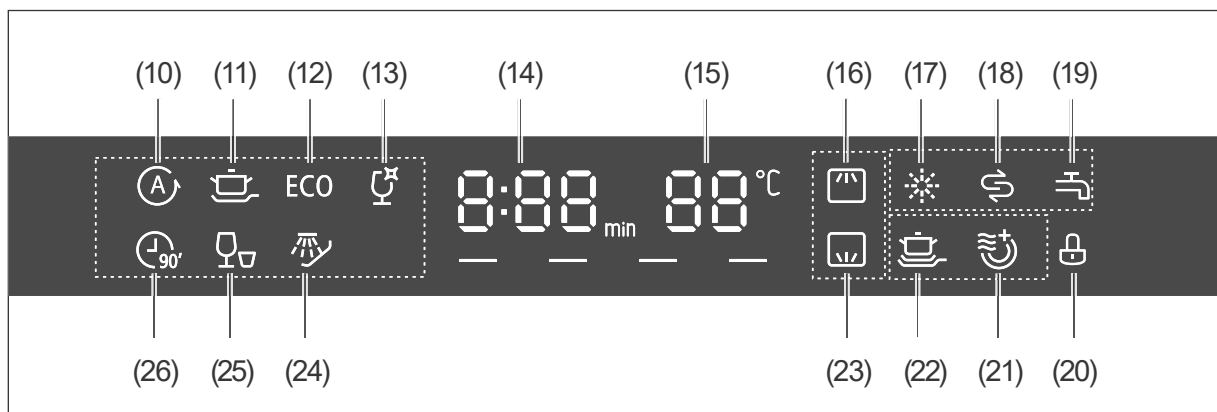 (10) (11) (12) (13) (14) (15) (16) (17) (18) (19)
A ECO 8:88 min 88 °C
90'
(26) (25) (24) (23) (22) (21) (20)